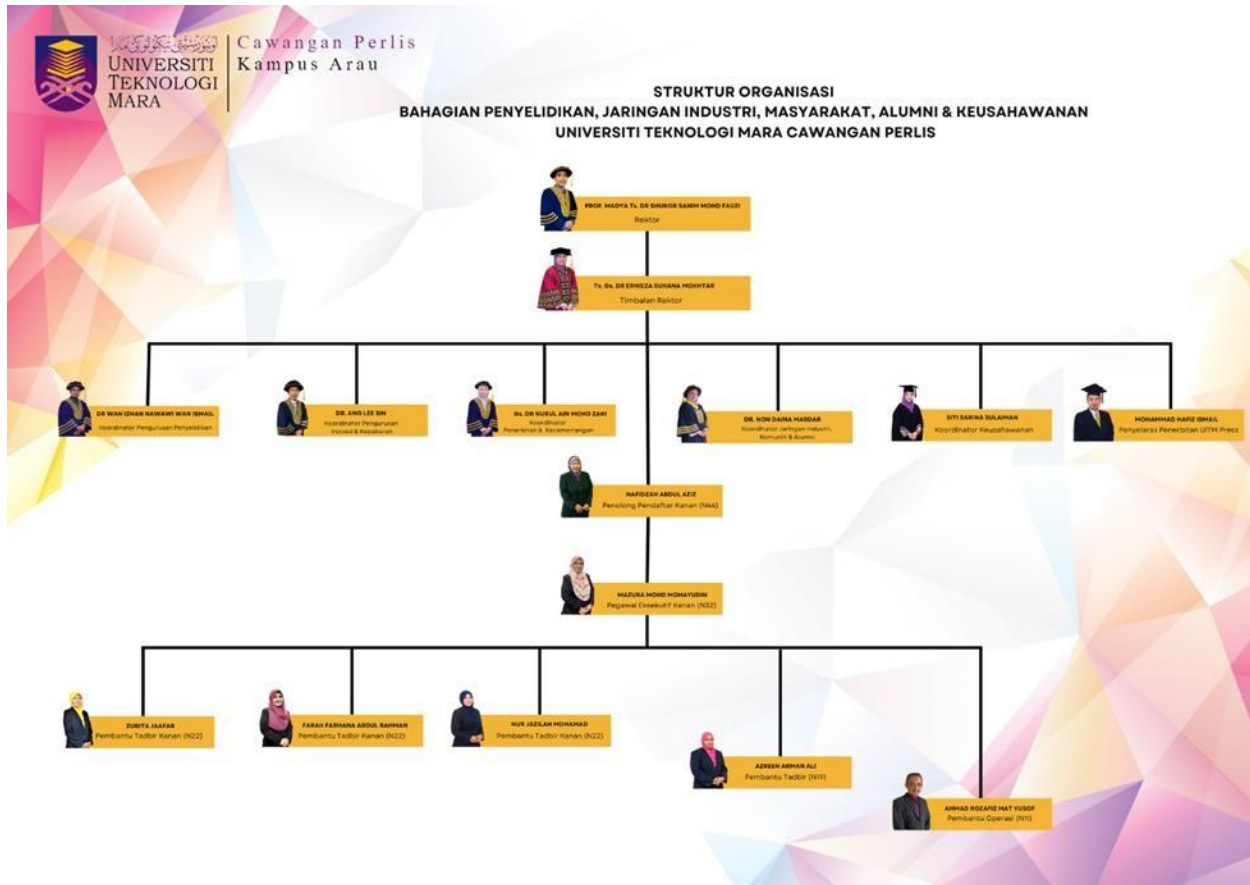 UNIVERSITI
TEKNOLOGI
MARA
Cawangan Perlis
Kampus Arau
STRUKTUR ORGANISASI
BAHAGIAN PENYELIDIKAN, JARINGAN INDUSTRI, MASYARAKAT, ALUMNI & KEUSAHAWANAN
UNIVERSITI TEKNOLOGI MARA CAWANGAN PERLIS
PROF. MADYA Ts. DR SHUKOR SANIM MOHD FAUZI
Rektor
Ts. Gs. DR ERNIEZA SUHANA MOKHTAR
Timbalan Rektor
DR WAN IZHAN NAWAWI WAN ISMAIL
Koordinator Pengurusan Penyelidikan
DR. ANG LEE SIN
Koordinator Pengurusan
Inovasi & Kepakaran
Gs. DR NURUL AIN MOHD ZAKI
Koordinator
Penerbitan & Kecemerlangan
DR. NON DAINA MASDAR
Koordinator Jaringan Industri,
Komuniti & Alumni
SITI SARINA SULAIMAN
Koordinator Keusahawanan
MOHAMMAD HAFIZ ISMAIL
Penyelaras Penerbitan UiTM Press
HAFIDZAH ABDUL AZIZ
Penolong Pendaftar Kanan (N44)
MAZURA MOHD MOHAYUDIN
Pegawai Eksekutif Kanan (N32)
ZURITA JAAFAR
Pembantu Tadbir Kanan (N22)
FARAH FARHANA ABDUL RAHMAN
Pembantu Tadbir Kanan (N22)
NUR JAZILAH MOHAMAD
Pembantu Tadbir Kanan (N22)
AZREEN ARMAN ALI
Pembantu Tadbir (N19)
AHMAD ROZAFIZ MAT YUSOF
Pembantu Operasi (N11)